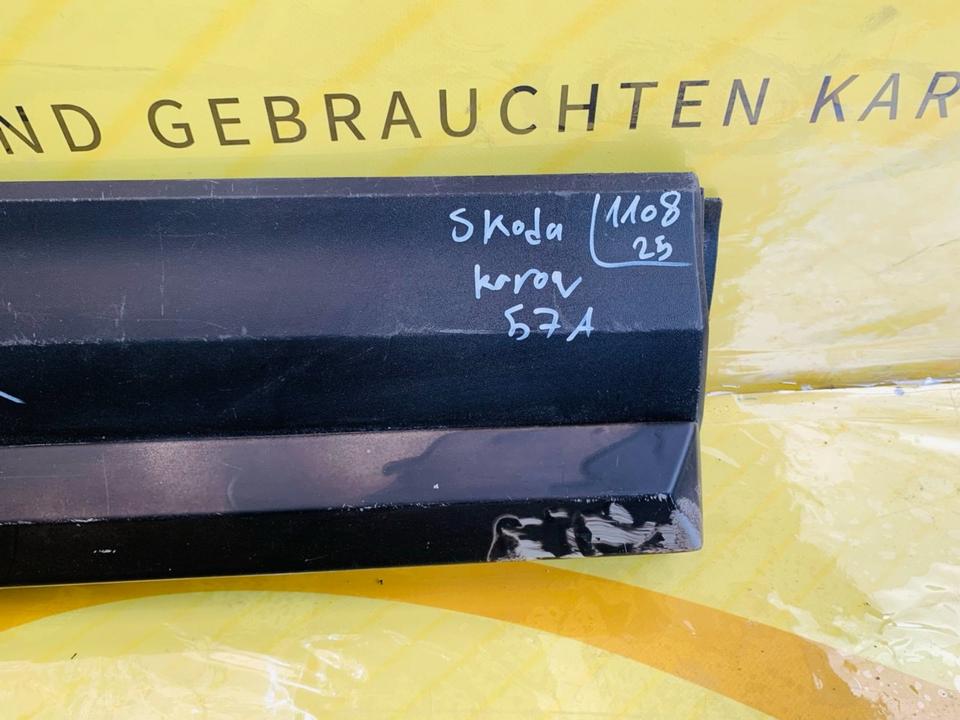 ND GEBRAUCHTEN KAR
Skoda
1108
25
karoq
57A